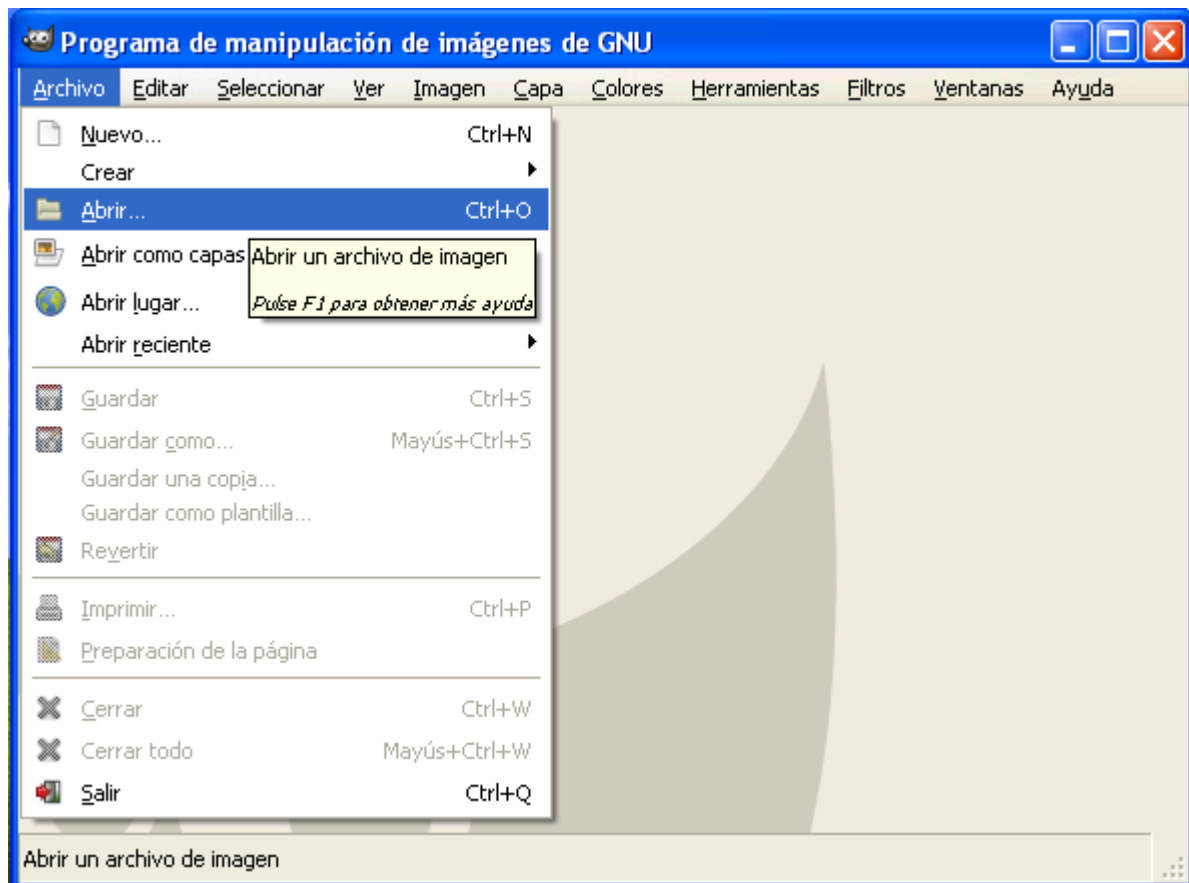 Programa de manipulación de imágenes de GNU
Archivo Editar Seleccionar Ver Imagen Capa Colores Herramientas Filtros Ventanas Ayuda
Nuevo... Ctrl+N
Crear
Abrir... Ctrl+O
Abrir como capas
Abrir un archivo de imagen
Abrir lugar...
Pulse F1 para obtener más ayuda
Abrir reciente
Guardar Ctrl+S
Guardar como... Mayús+Ctrl+S
Guardar una copia...
Guardar como plantilla...
Revertir
Imprimir... Ctrl+P
Preparación de la página
Cerrar Ctrl+W
Cerrar todo Mayús+Ctrl+W
Salir Ctrl+Q
Abrir un archivo de imagen